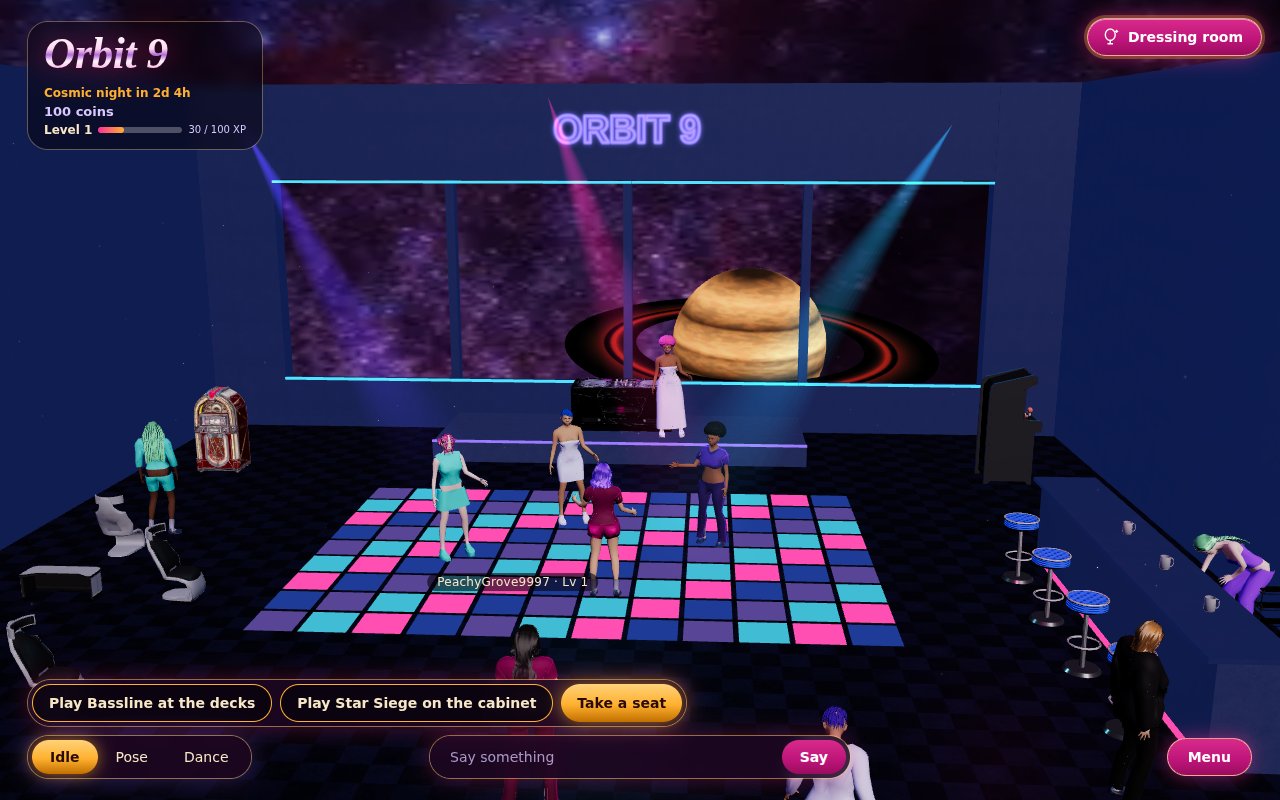 Orbit 9
Cosmic night in 2d 4h
100 coins
Level 1 30 / 100 XP
Dressing room
ORBIT 9
PeachyGrove9997 · Lv 1
Play Bassline at the decks
Play Star Siege on the cabinet
Take a seat
Idle
Pose
Dance
Say something
Say
Menu